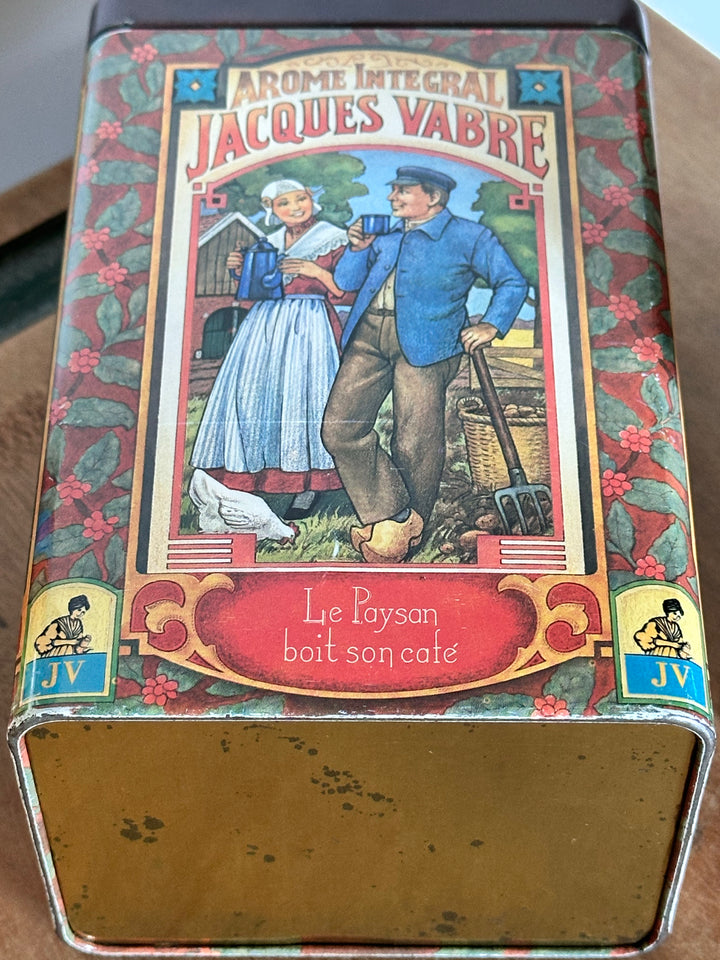 AROME INTEGRAL
JACQUES VABRE
Le Paysan
boit son café
JV
JV